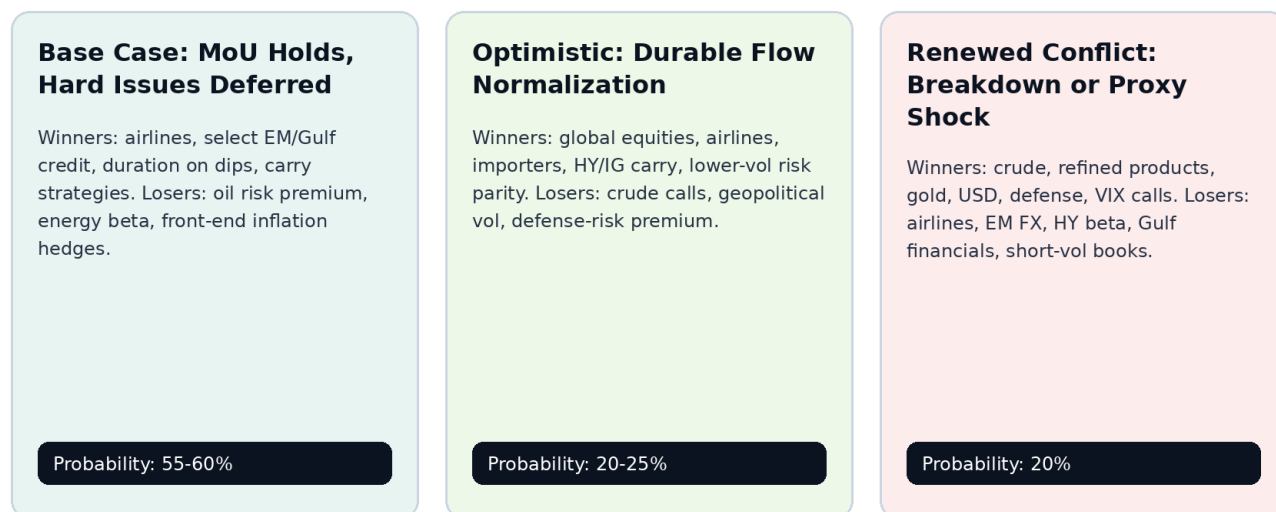 Base Case: MoU Holds,
Hard Issues Deferred
Winners: airlines, select EM/Gulf
credit, duration on dips, carry
strategies. Losers: oil risk premium,
energy beta, front-end inflation
hedges.
Probability: 55-60%
Optimistic: Durable Flow
Normalization
Winners: global equities, airlines,
importers, HY/IG carry, lower-vol risk
parity. Losers: crude calls, geopolitical
vol, defense-risk premium.
Probability: 20-25%
Renewed Conflict:
Breakdown or Proxy
Shock
Winners: crude, refined products,
gold, USD, defense, VIX calls. Losers:
airlines, EM FX, HY beta, Gulf
financials, short-vol books.
Probability: 20%